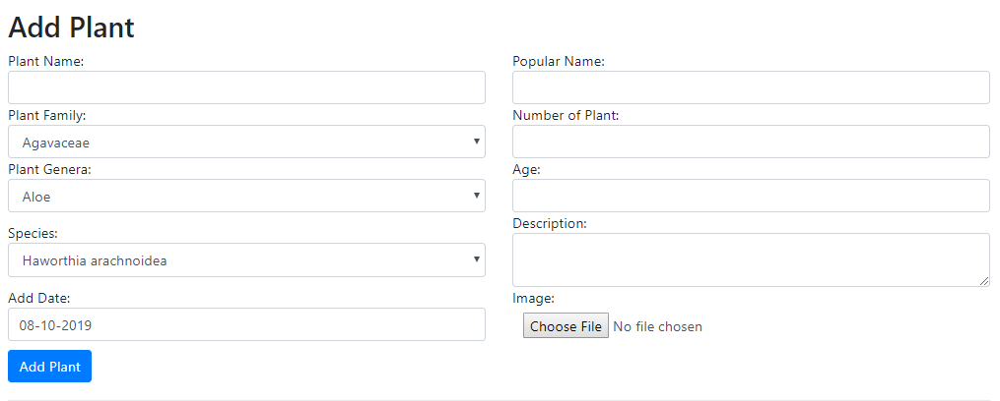 Add Plant
Plant Name:
Popular Name:
Plant Family:
Number of Plant:
Agavaceae
Plant Genera:
Age:
Aloe
Description:
Species:
Haworthia arachnoidea
Add Date:
Image:
08-10-2019
Choose File No file chosen
Add Plant